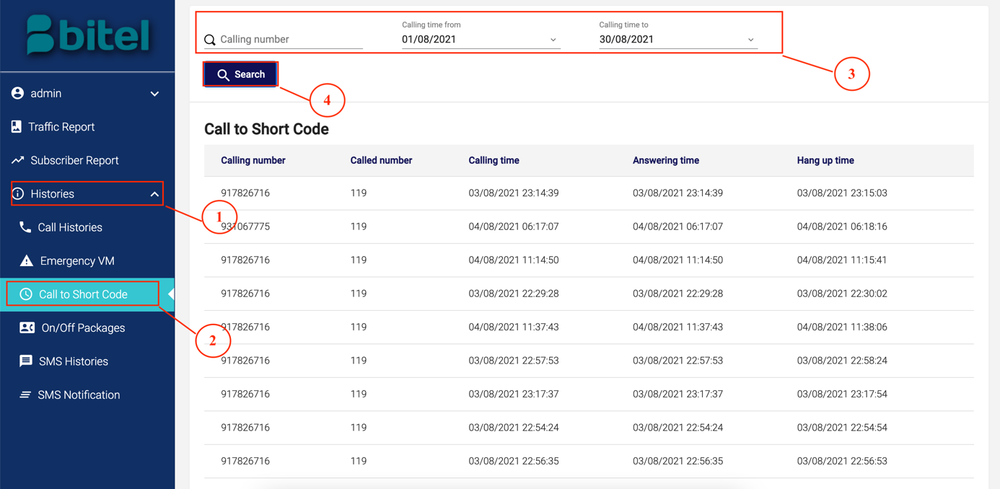 bitel
admin
Traffic Report
Subscriber Report
Histories
Call Histories
Emergency VM
Call to Short Code
On/Off Packages
SMS Histories
SMS Notification
Calling number
Calling time from
01/08/2021
Calling time to
30/08/2021
Search
3
4
1
2
Call to Short Code
Calling number Called number Calling time Answering time Hang up time
917826716 119 03/08/2021 23:14:39 03/08/2021 23:14:39 03/08/2021 23:15:03
931067775 119 04/08/2021 06:17:07 04/08/2021 06:17:07 04/08/2021 06:18:16
917826716 119 04/08/2021 11:14:50 04/08/2021 11:14:50 04/08/2021 11:15:41
917826716 119 03/08/2021 22:29:28 03/08/2021 22:29:28 03/08/2021 22:30:02
917826716 119 04/08/2021 11:37:43 04/08/2021 11:37:43 04/08/2021 11:38:06
917826716 119 03/08/2021 22:57:53 03/08/2021 22:57:53 03/08/2021 22:58:24
917826716 119 03/08/2021 23:17:37 03/08/2021 23:17:37 03/08/2021 23:17:54
917826716 119 03/08/2021 22:54:24 03/08/2021 22:54:24 03/08/2021 22:54:54
917826716 119 03/08/2021 22:56:35 03/08/2021 22:56:35 03/08/2021 22:56:53